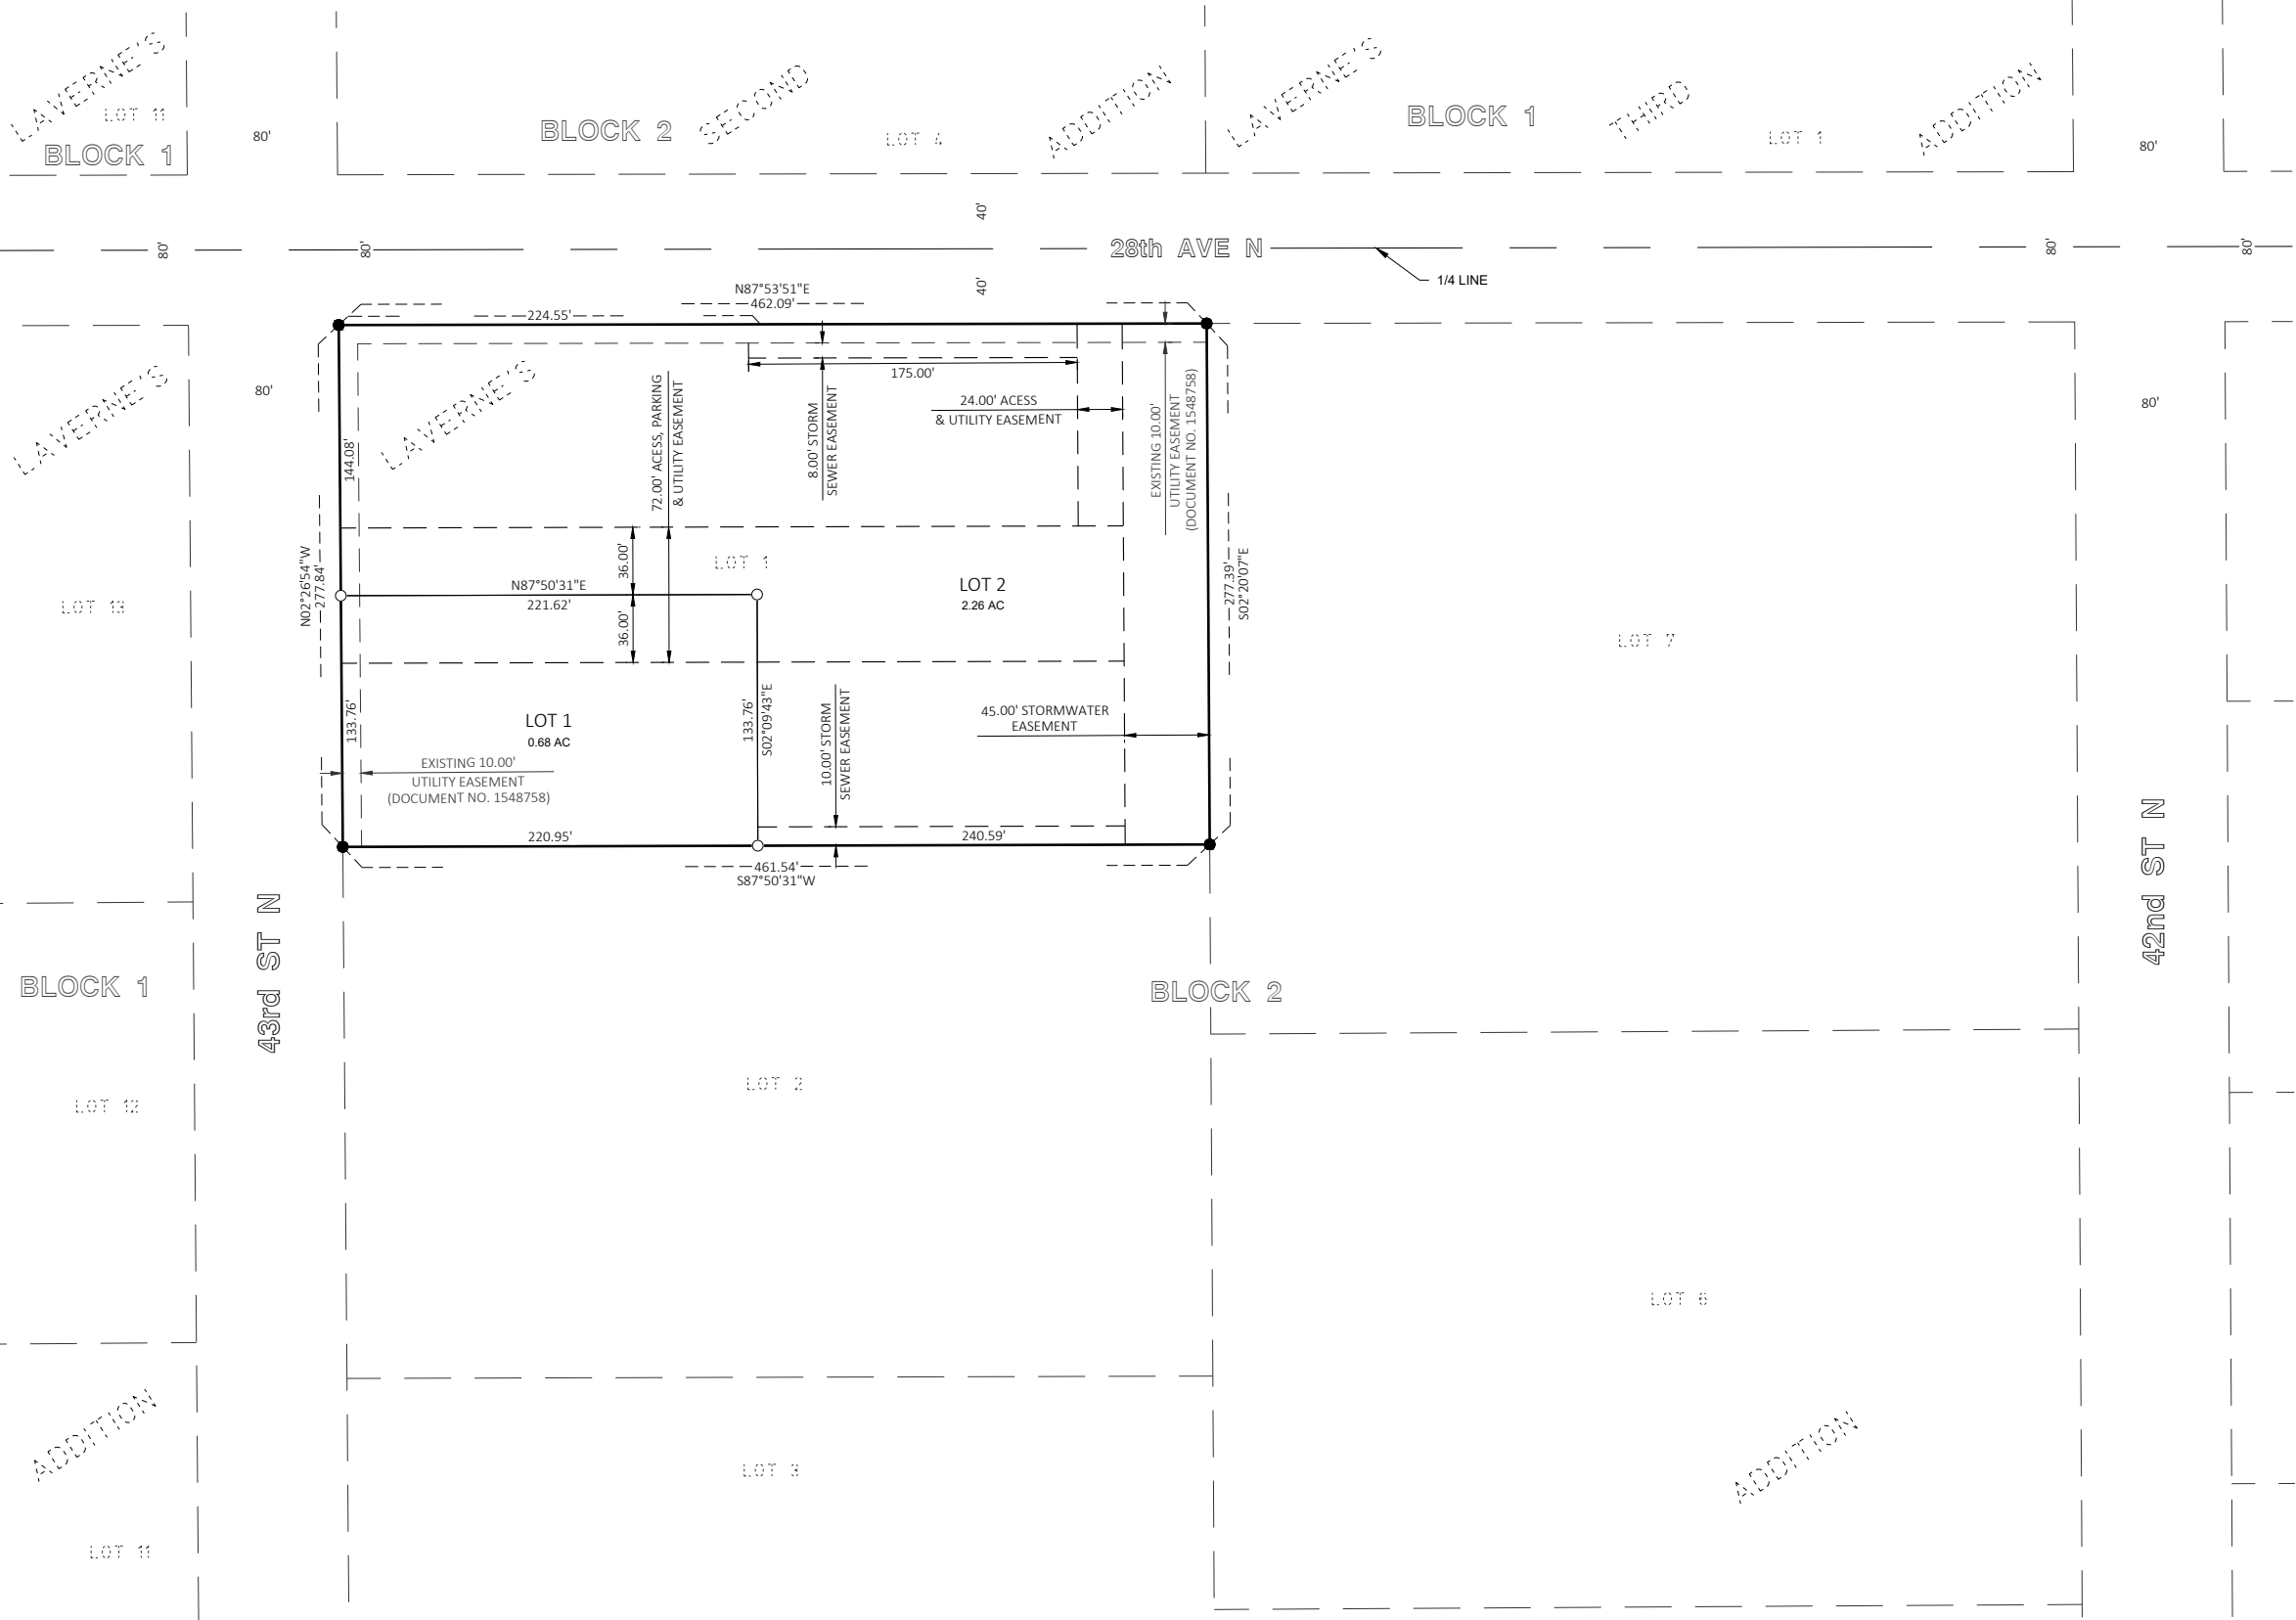 LAVERNE'S
LOT 11
BLOCK 1
80'
BLOCK 2
SECOND
LOT 4
ADDITION
LAVERNE'S
BLOCK 1
THIRD
LOT 1
ADDITION
80'
40'
80'
80'
28th AVE N
80'
80'
1/4 LINE
40'
N87°53'51"E
462.09'
224.55'
175.00'
LAVERNE'S
80'
LAVERNE'S
144.08'
72.00' ACESS, PARKING
& UTILITY EASEMENT
8.00' STORM
SEWER EASEMENT
24.00' ACESS
& UTILITY EASEMENT
EXISTING 10.00'
UTILITY EASEMENT
(DOCUMENT NO. 1548758)
80'
LOT 13
N02°26'54"W
277.84'
36.00'
LOT 1
N87°50'31"E
221.62'
36.00'
LOT 2
2.26 AC
277.39'
S02°20'07"E
LOT 7
133.76'
LOT 1
0.68 AC
133.76'
S02°09'43"E
10.00' STORM
SEWER EASEMENT
45.00' STORMWATER
EASEMENT
EXISTING 10.00'
UTILITY EASEMENT
(DOCUMENT NO. 1548758)
220.95'
240.59'
461.54'
S87°50'31"W
42nd ST N
43rd ST N
BLOCK 1
BLOCK 2
LOT 12
LOT 2
LOT 6
ADDITION
LOT 3
ADDITION
LOT 11